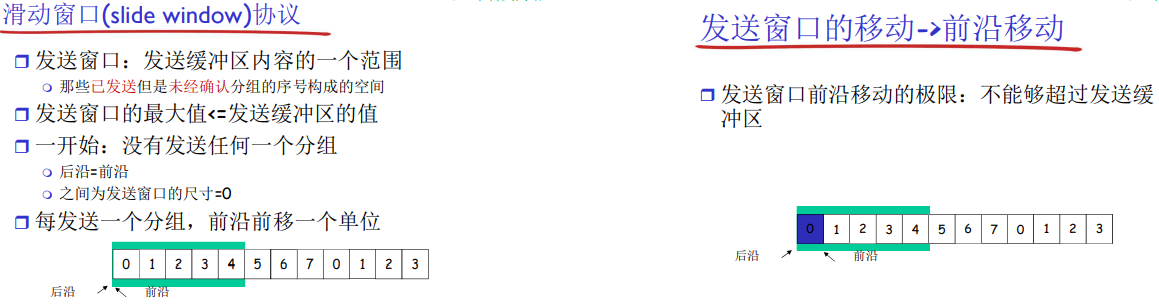 滑动窗口(slide window)协议
发送窗口：发送缓冲区内容的一个范围
那些已发送但是未经确认分组的序号构成的空间
发送窗口的最大值<=发送缓冲区的值
一开始：没有发送任何一个分组
后沿=前沿
之间为发送窗口的尺寸=0
每发送一个分组，前沿前移一个单位
0 1 2 3 4 5 6 7 0 1 2 3
后沿 前沿
发送窗口的移动->前沿移动
发送窗口前沿移动的极限：不能够超过发送缓
冲区
0 1 2 3 4 5 6 7 0 1 2 3
后沿 前沿